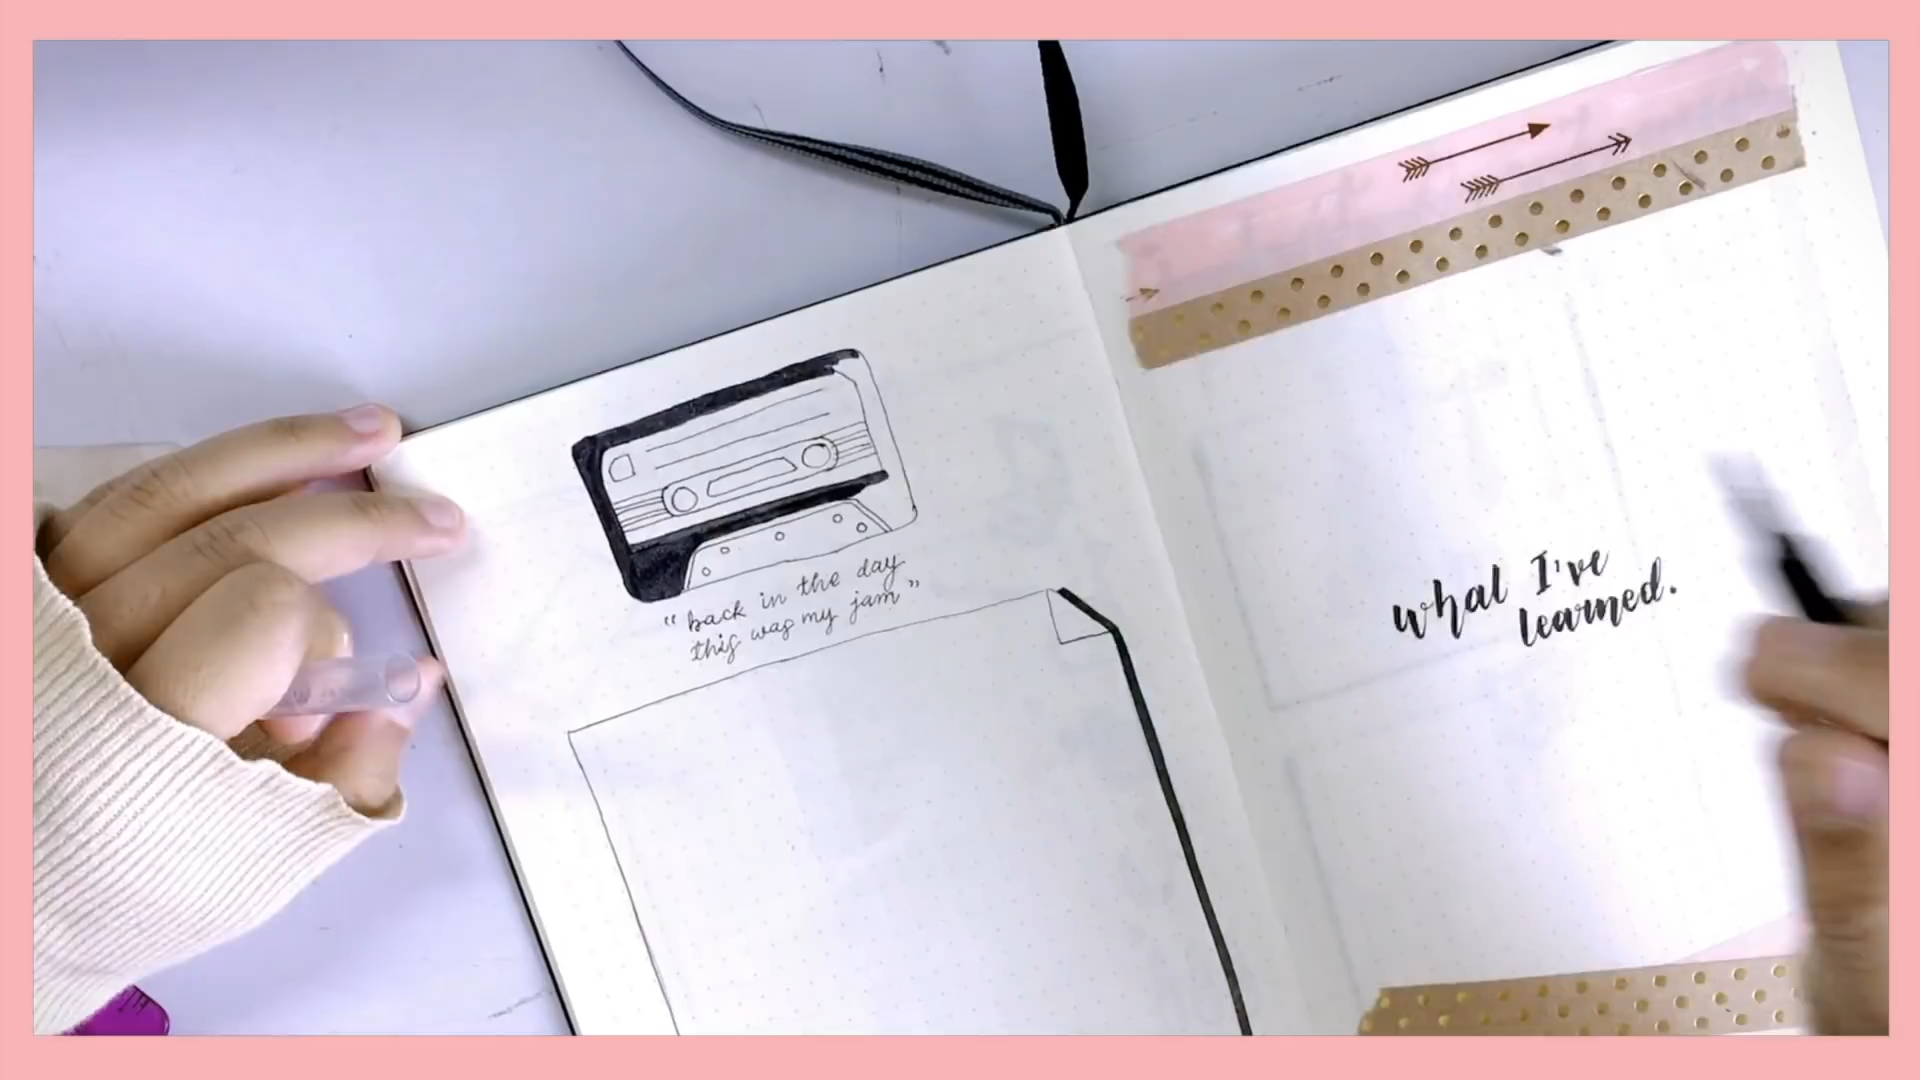 “back in the day
this was my jam”
what I've
learned.